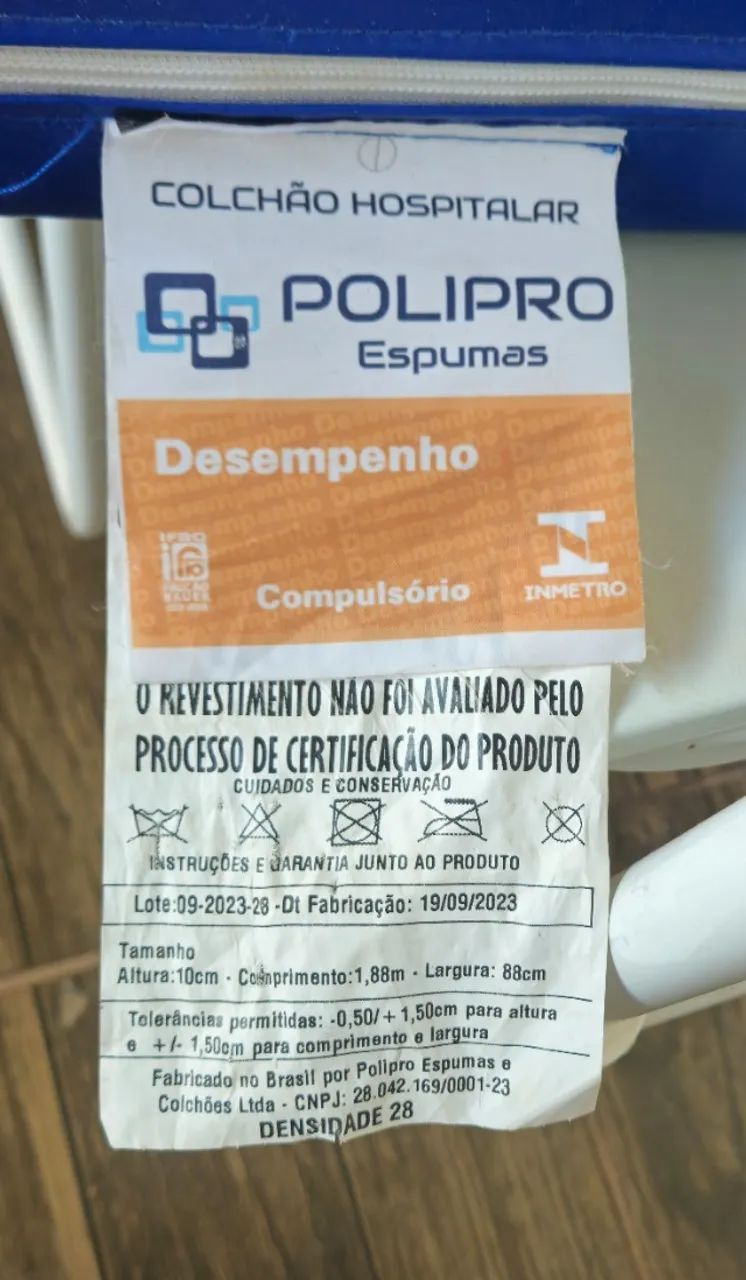 COLCHÃO HOSPITALAR
POLIPRO
Espumas
Desempenho
Compulsório
INMETRO
O REVESTIMENTO NÃO FOI AVALIADO PELO
PROCESSO DE CERTIFICAÇÃO DO PRODUTO
CUIDADOS E CONSERVAÇÃO
INSTRUÇÕES E GARANTIA JUNTO AO PRODUTO
Lote:09-2023-28 -Dt Fabricação: 19/09/2023
Tamanho
Altura:10cm - Comprimento:1,88m - Largura: 88cm
Tolerâncias permitidas: -0,50/+1,50cm para altura
e +/- 1,50cm para comprimento e largura
Fabricado no Brasil por Polipro Espumas e
Colchões Ltda - CNPJ: 28.042.169/0001-23
DENSIDADE 28